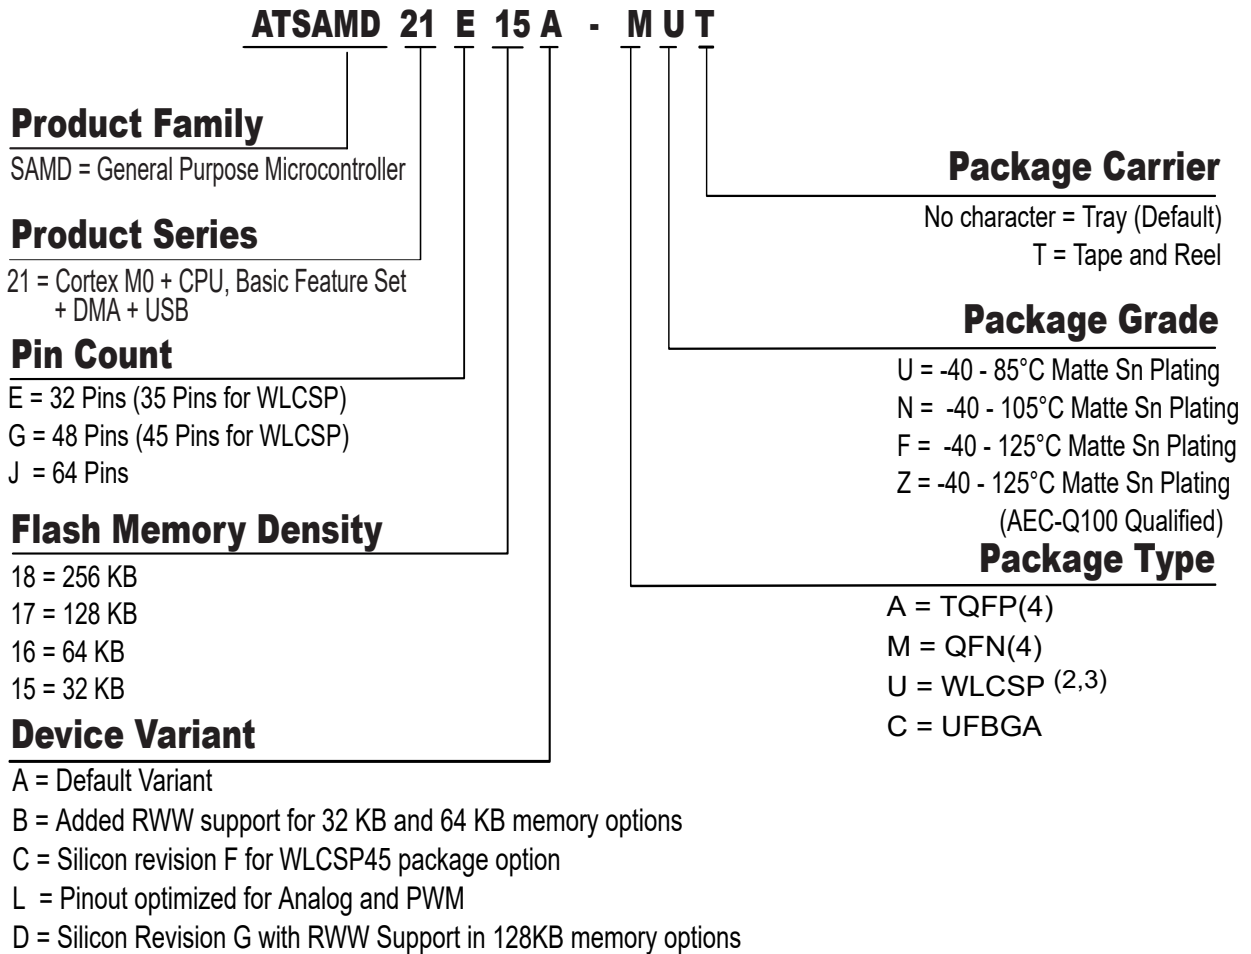 ATSAMD 21 E 15 A - M U T
Product Family
SAMD = General Purpose Microcontroller
Product Series
21 = Cortex M0 + CPU, Basic Feature Set
+ DMA + USB
Pin Count
E = 32 Pins (35 Pins for WLCSP)
G = 48 Pins (45 Pins for WLCSP)
J = 64 Pins
Flash Memory Density
18 = 256 KB
17 = 128 KB
16 = 64 KB
15 = 32 KB
Device Variant
A = Default Variant
B = Added RWW support for 32 KB and 64 KB memory options
C = Silicon revision F for WLCSP45 package option
L = Pinout optimized for Analog and PWM
D = Silicon Revision G with RWW Support in 128KB memory options
Package Carrier
No character = Tray (Default)
T = Tape and Reel
Package Grade
U = -40 - 85°C Matte Sn Plating
N = -40 - 105°C Matte Sn Plating
F = -40 - 125°C Matte Sn Plating
Z = -40 - 125°C Matte Sn Plating
(AEC-Q100 Qualified)
Package Type
A = TQFP(4)
M = QFN(4)
U = WLCSP (2,3)
C = UFBGA